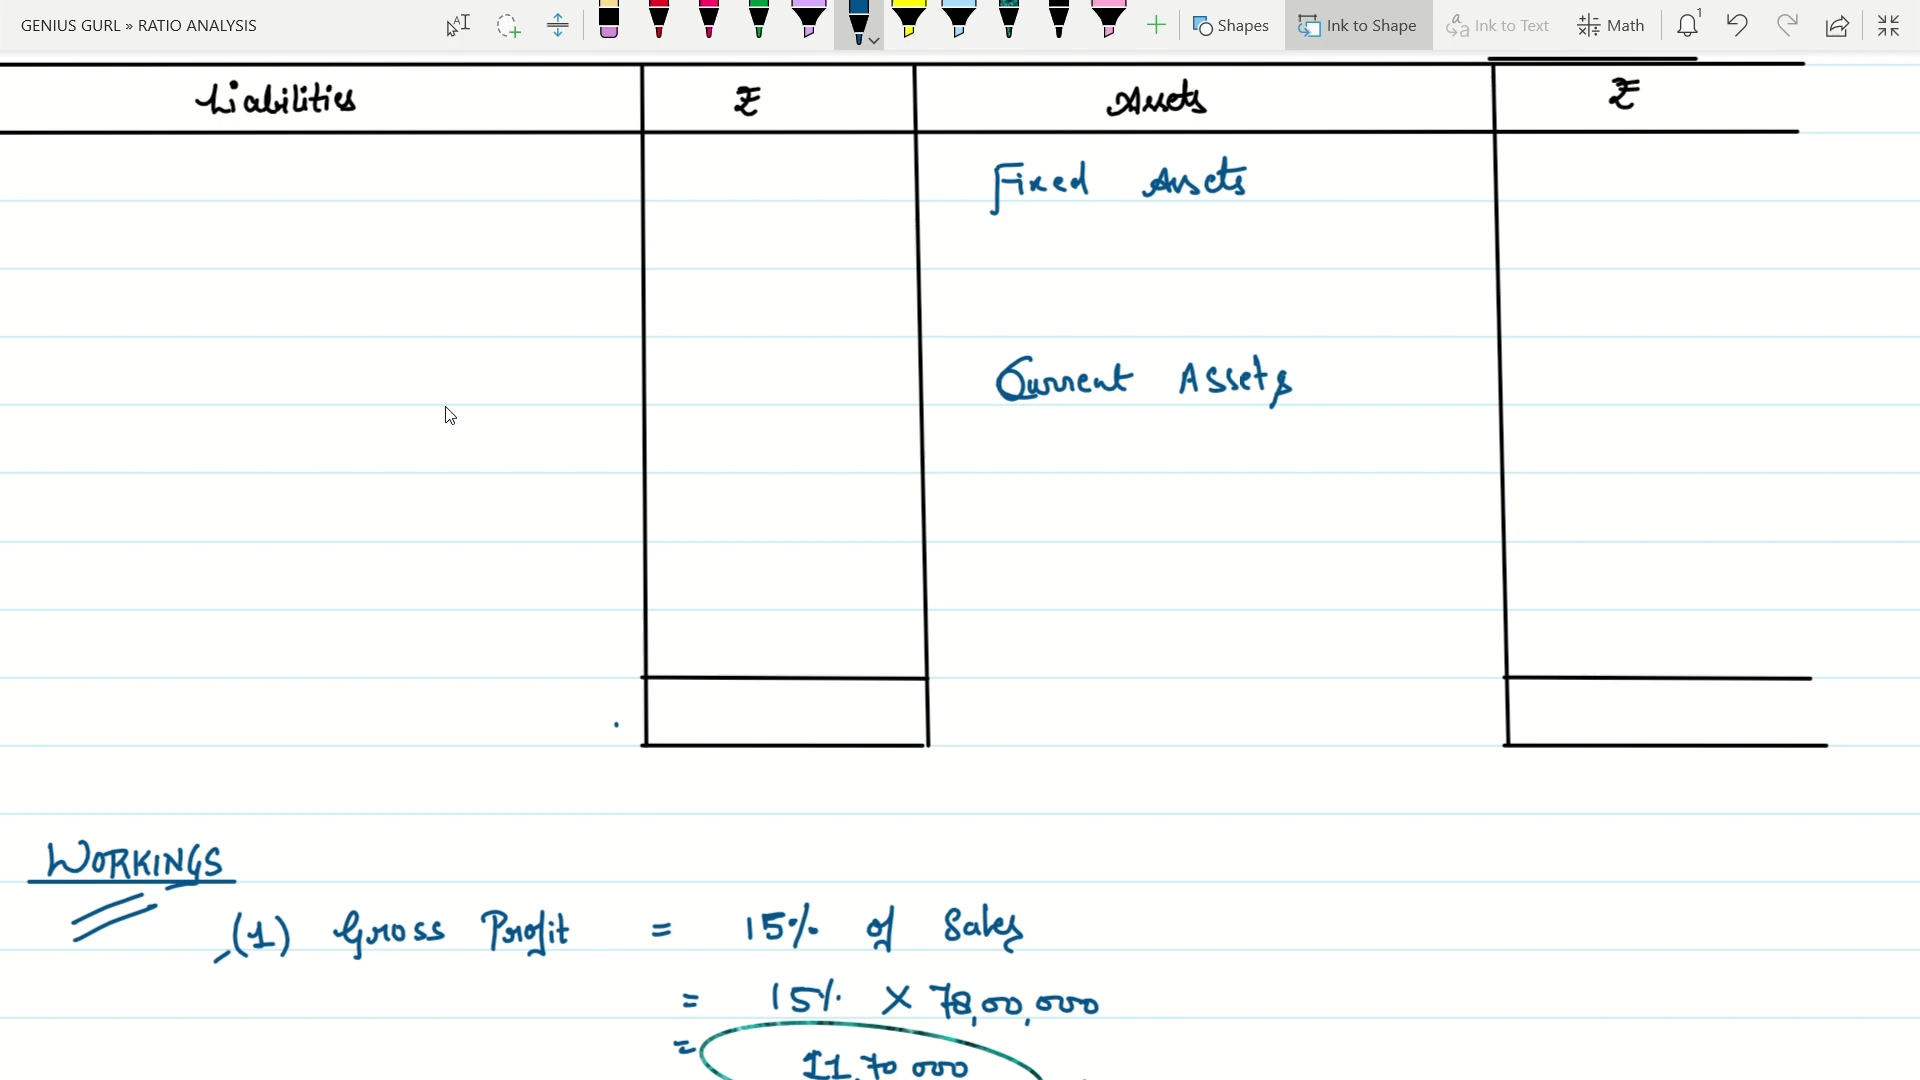 GENIUS GURL » RATIO ANALYSIS
Shapes
Ink to Shape
Ink to Text
Math
1
Liabilities ₹ Assets ₹
Fixed Assets
Current Assets
WORKINGS
(1) Gross Profit = 15% of Sales
= 15% × 78,00,000
= 11,70,000